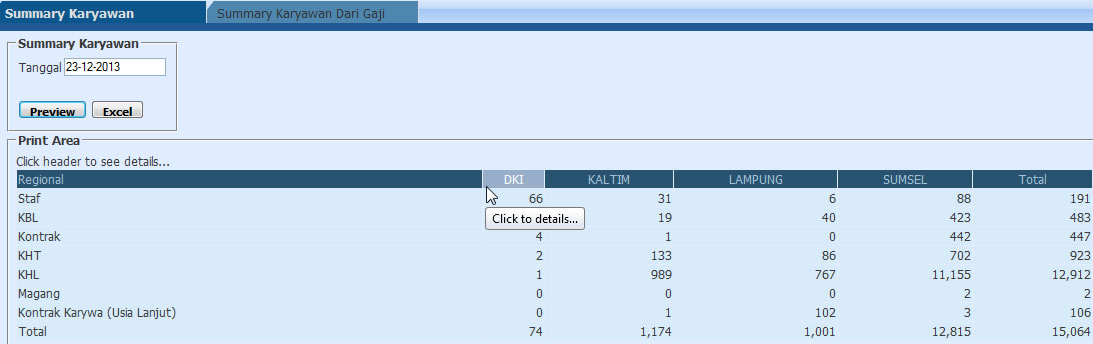 Summary Karyawan Summary Karyawan Dari Gaji
Summary Karyawan
Tanggal 23-12-2013
Preview Excel
Print Area
Click header to see details...
Regional DKI KALTIM LAMPUNG SUMSEL Total
Staf 66 31 6 88 191
KBL 19 40 423 483
Click to details...
Kontrak 4 1 0 442 447
KHT 2 133 86 702 923
KHL 1 989 767 11,155 12,912
Magang 0 0 0 2 2
Kontrak Karywa (Usia Lanjut) 0 1 102 3 106
Total 74 1,174 1,001 12,815 15,064